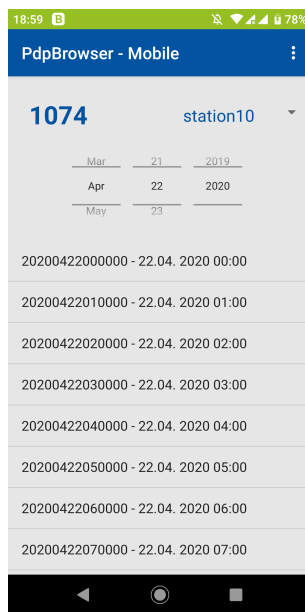 18:59 B 78%
PdpBrowser - Mobile
1074 station10
Mar 21 2019
Apr 22 2020
May 23
20200422000000 - 22.04. 2020 00:00
20200422010000 - 22.04. 2020 01:00
20200422020000 - 22.04. 2020 02:00
20200422030000 - 22.04. 2020 03:00
20200422040000 - 22.04. 2020 04:00
20200422050000 - 22.04. 2020 05:00
20200422060000 - 22.04. 2020 06:00
20200422070000 - 22.04. 2020 07:00